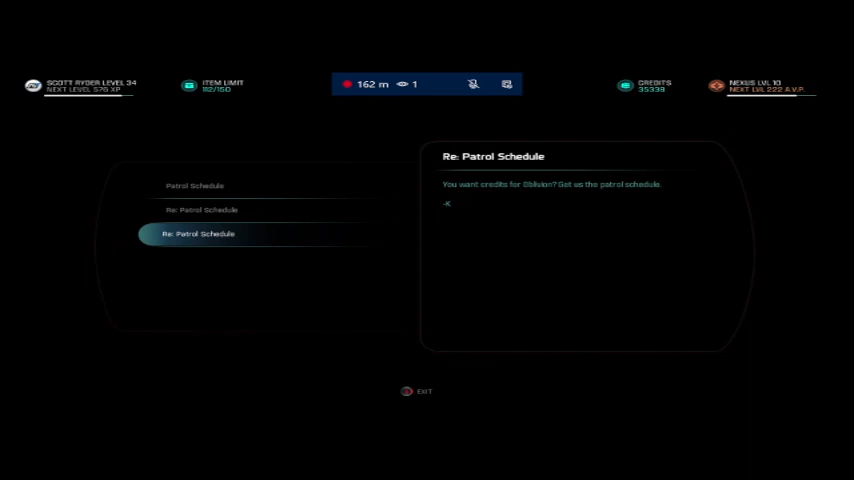 SCOTT RYDER LEVEL 34
NEXT LEVEL 576 XP
ITEM LIMIT
112/150
162 m 1
CREDITS
35339
NEXUS LVL 10
NEXT LVL 222 A.V.P.
Re: Patrol Schedule
You want credits for Oblivion? Get us the patrol schedule.
-K
Patrol Schedule
Re: Patrol Schedule
Re: Patrol Schedule
EXIT